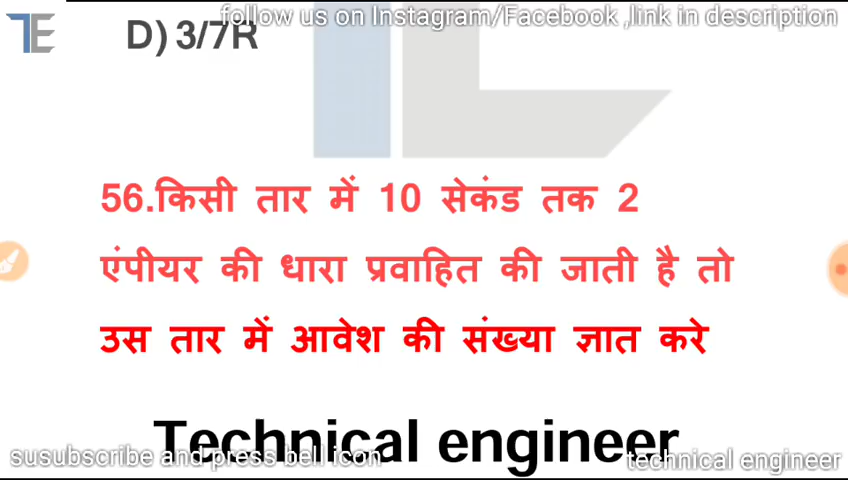 follow us on Instagram/Facebook ,link in description
TE
D) 3/7R
56.किसी तार में 10 सेकंड तक 2
एंपीयर की धारा प्रवाहित की जाती है तो
उस तार में आवेश की संख्या ज्ञात करे
Technical engineer
susubscribe and press bell icon
technical engineer